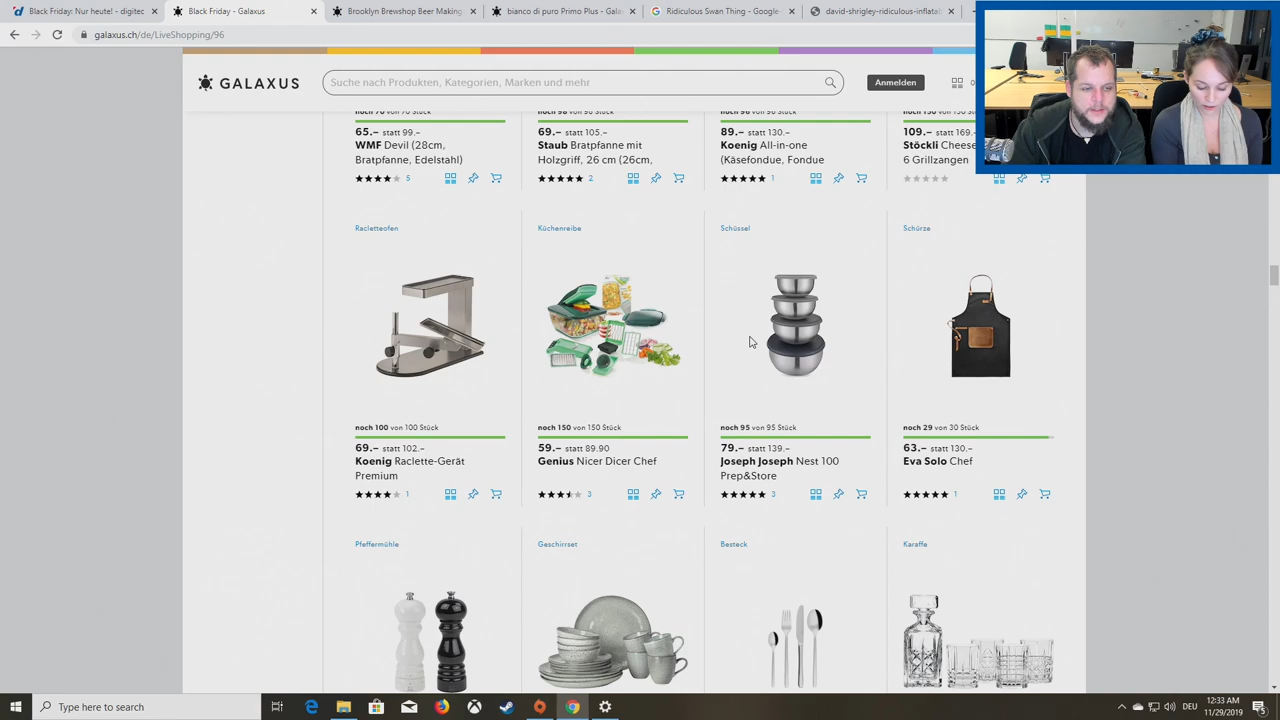 Black Friday: Nur heute! - digitec
Black Friday - Galaxus
Brooklyn Brewshop Beer Making
bianco di puro Primo Plus - Gala
Ridiculous Swan Thing - Google
david-shrigley-ridiculous-inflatab
galaxus.ch/de/LiveShopping/96
GALAXUS
Suche nach Produkten, Kategorien, Marken und mehr
Anmelden
65.– statt 99.–
WMF Devil (28cm,
Bratpfanne, Edelstahl)
5
69.– statt 105.–
Staub Bratpfanne mit
Holzgriff, 26 cm (26cm,
2
89.– statt 130.–
Koenig All-in-one
(Käsefondue, Fondue
1
109.– statt 169.–
Stöckli Cheese
6 Grillzangen
Racletteofen
noch 100 von 100 Stück
69.– statt 102.–
Koenig Raclette-Gerät
Premium
1
Küchenreibe
noch 150 von 150 Stück
59.– statt 89.90
Genius Nicer Dicer Chef
3
Schüssel
noch 95 von 95 Stück
79.– statt 139.–
Joseph Joseph Nest 100
Prep&Store
3
Schürze
noch 29 von 30 Stück
63.– statt 130.–
Eva Solo Chef
1
Pfeffermühle
Geschirrset
Besteck
Karaffe
Type here to search
DEU
12:33 AM
11/29/2019
5